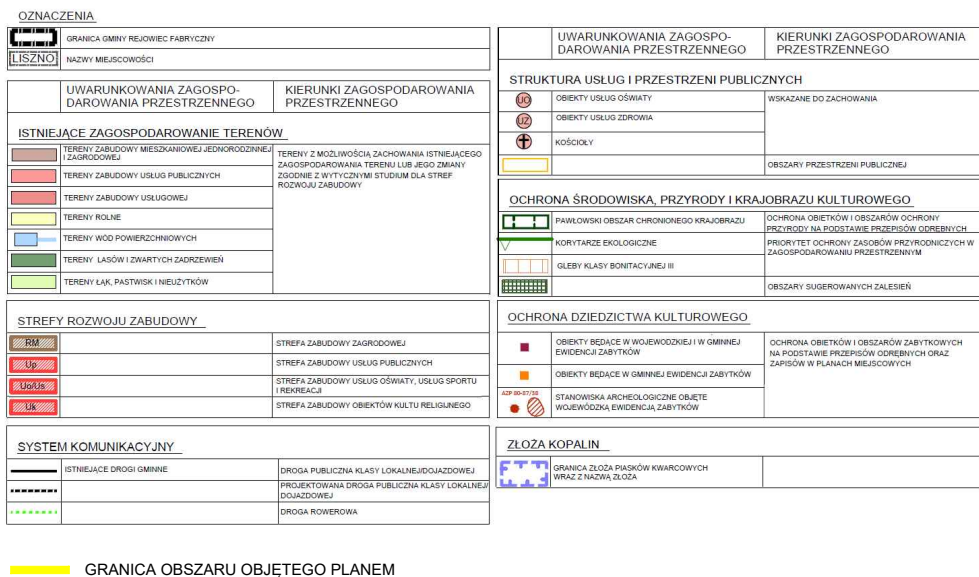 OZNACZENIA
GRANICA GMINY REJOWIEC FABRYCZNY
LISZNO NAZWY MIEJSCOWOŚCI
UWARUNKOWANIA ZAGOSPO-
DAROWANIA PRZESTRZENNEGO
KIERUNKI ZAGOSPODAROWANIA
PRZESTRZENNEGO
ISTNIEJĄCE ZAGOSPODAROWANIE TERENÓW
TERENY ZABUDOWY MIESZKANIOWEJ JEDNORODZINNEJ
I ZAGRODOWEJ
TERENY Z MOŻLIWOŚCIĄ ZACHOWANIA ISTNIEJĄCEGO
ZAGOSPODAROWANIA TERENU LUB JEGO ZMIANY
ZGODNIE Z WYTYCZNYMI STUDIUM DLA STREF
ROZWOJU ZABUDOWY
TERENY ZABUDOWY USŁUG PUBLICZNYCH
TERENY ZABUDOWY USŁUGOWEJ
TERENY ROLNE
TERENY WÓD POWIERZCHNIOWYCH
TERENY LASÓW I ZWARTYCH ZADRZEWIEŃ
TERENY ŁĄK, PASTWISK I NIEUŻYTKÓW
STREFY ROZWOJU ZABUDOWY
RM STREFA ZABUDOWY ZAGRODOWEJ
Up STREFA ZABUDOWY USŁUG PUBLICZNYCH
Uo/Us STREFA ZABUDOWY USŁUG OŚWIATY, USŁUG SPORTU
I REKREACJI
Uk STREFA ZABUDOWY OBIEKTÓW KULTU RELIGIJNEGO
SYSTEM KOMUNIKACYJNY
ISTNIEJĄCE DROGI GMINNE DROGA PUBLICZNA KLASY LOKALNEJ/DOJAZDOWEJ
PROJEKTOWANA DROGA PUBLICZNA KLASY LOKALNEJ/
DOJAZDOWEJ
DROGA ROWEROWA
UWARUNKOWANIA ZAGOSPO-
DAROWANIA PRZESTRZENNEGO
KIERUNKI ZAGOSPODAROWANIA
PRZESTRZENNEGO
STRUKTURA USŁUG I PRZESTRZENI PUBLICZNYCH
UO OBIEKTY USŁUG OŚWIATY WSKAZANE DO ZACHOWANIA
UZ OBIEKTY USŁUG ZDROWIA
KOŚCIOŁY
OBSZARY PRZESTRZENI PUBLICZNEJ
OCHRONA ŚRODOWISKA, PRZYRODY I KRAJOBRAZU KULTUROWEGO
PAWŁOWSKI OBSZAR CHRONIONEGO KRAJOBRAZU
OCHRONA OBIETKÓW I OBSZARÓW OCHRONY
PRZYRODY NA PODSTAWIE PRZEPISÓW ODRĘBNYCH
KORYTARZE EKOLOGICZNE
PRIORYTET OCHRONY ZASOBÓW PRZYRODNICZYCH W
ZAGOSPODAROWANIU PRZESTRZENNYM
GLEBY KLASY BONITACYJNEJ III
OBSZARY SUGEROWANYCH ZALESIEŃ
OCHRONA DZIEDZICTWA KULTUROWEGO
OBIEKTY BĘDĄCE W WOJEWODZKIEJ I W GMINNEJ
EWIDENCJI ZABYTKÓW
OCHRONA OBIETKÓW I OBSZARÓW ZABYTKOWYCH
NA PODSTAWIE PRZEPISÓW ODRĘBNYCH ORAZ
ZAPISÓW W PLANACH MIEJSCOWYCH
OBIEKTY BĘDĄCE W GMINNEJ EWIDENCJI ZABYTKÓW
AZP 80-87/38
STANOWISKA ARCHEOLOGICZNE OBJĘTE
WOJEWÓDZKĄ EWIDENCJĄ ZABYTKÓW
ZŁOŻA KOPALIN
GRANICA ZŁOŻA PIASKÓW KWARCOWYCH
WRAZ Z NAZWĄ ZŁOŻA
GRANICA OBSZARU OBJĘTEGO PLANEM